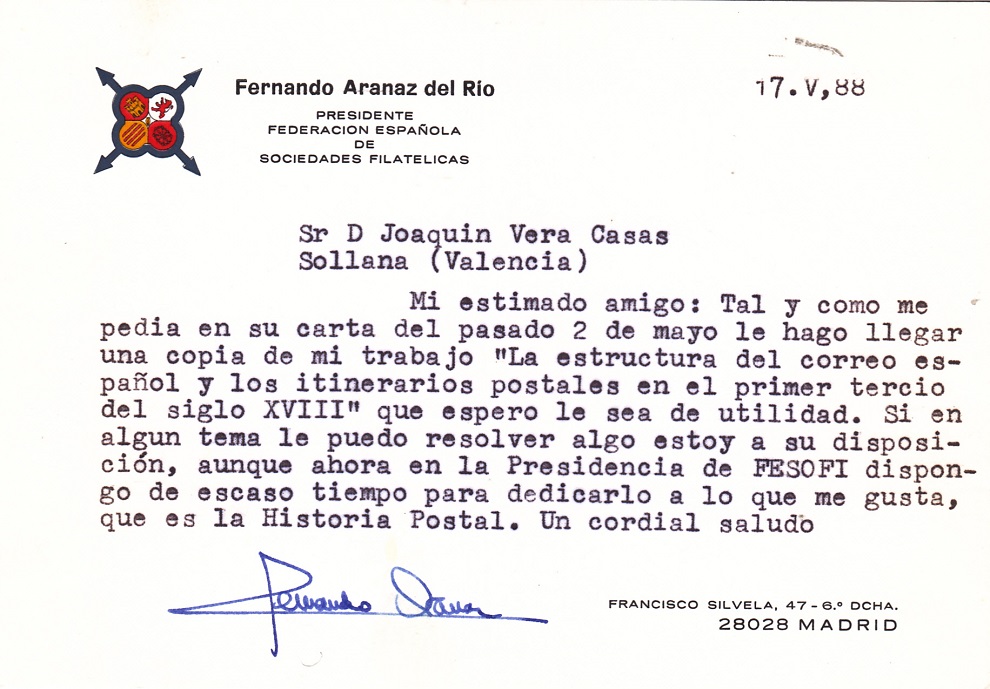 Fernando Aranaz del Río
PRESIDENTE
FEDERACION ESPAÑOLA
DE
SOCIEDADES FILATELICAS
17.V,88
Sr D Joaquin Vera Casas
Sollana (Valencia)
Mi estimado amigo: Tal y como me
pedia en su carta del pasado 2 de mayo le hago llegar
una copia de mi trabajo "La estructura del correo es-
pañol y los itinerarios postales en el primer tercio
del siglo XVIII" que espero le sea de utilidad. Si en
algun tema le puedo resolver algo estoy a su disposi-
ción, aunque ahora en la Presidencia de FESOFI dispon-
go de escaso tiempo para dedicarlo a lo que me gusta,
que es la Historia Postal. Un cordial saludo
Fernando Aranaz
FRANCISCO SILVELA, 47 - 6.º DCHA.
28028 MADRID